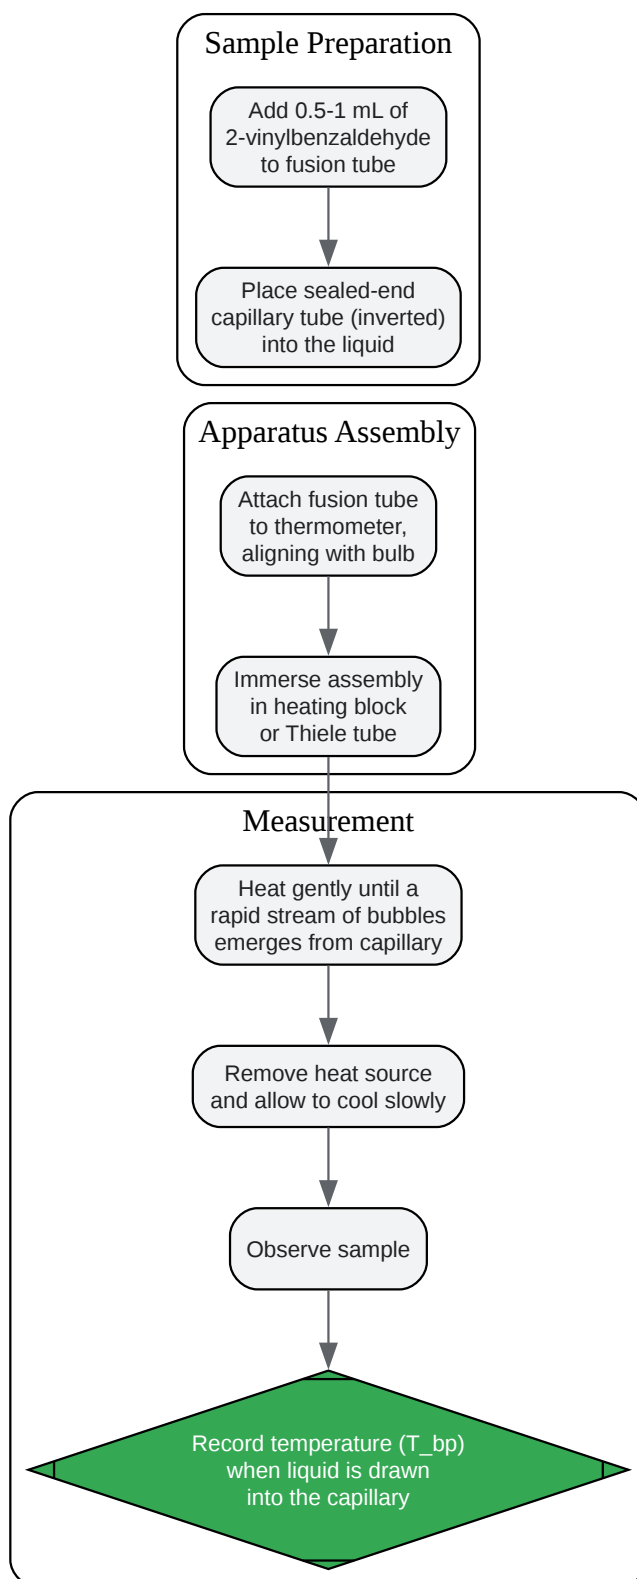 Sample Preparation
Add 0.5-1 mL of
2-vinylbenzaldehyde
to fusion tube
Place sealed-end
capillary tube (inverted)
into the liquid
Apparatus Assembly
Attach fusion tube
to thermometer,
aligning with bulb
Immerse assembly
in heating block
or Thiele tube
Measurement
Heat gently until a
rapid stream of bubbles
emerges from capillary
Remove heat source
and allow to cool slowly
Observe sample
Record temperature (T_bp)
when liquid is drawn
into the capillary